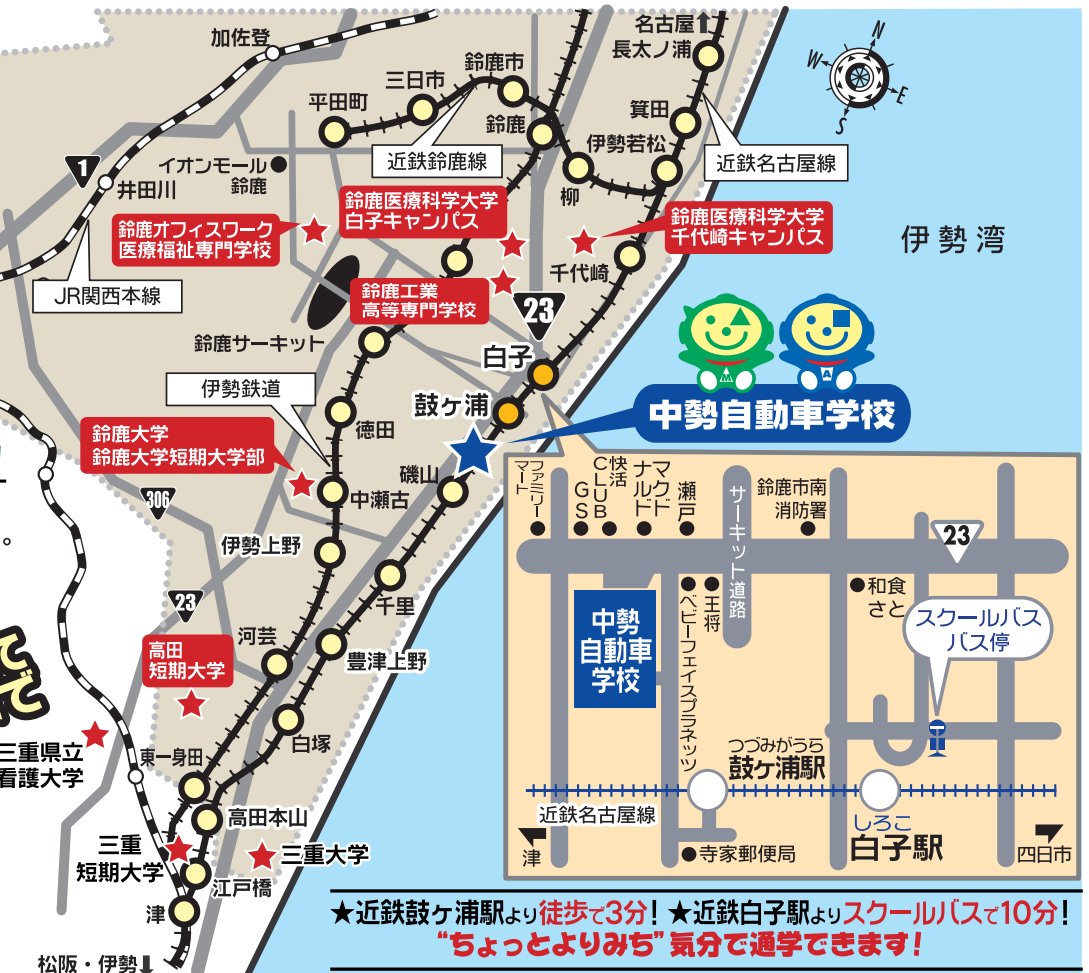 名古屋↑
加佐登
長太ノ浦
鈴鹿市
三日市
平田町
鈴鹿
箕田
伊勢若松
近鉄鈴鹿線
近鉄名古屋線
N
W
E
S
1
井田川
イオンモール
鈴鹿
柳
鈴鹿オフィスワーク
医療福祉専門学校
鈴鹿医療科学大学
白子キャンパス
鈴鹿医療科学大学
千代崎キャンパス
伊勢湾
千代崎
JR関西本線
鈴鹿工業
高等専門学校
23
鈴鹿サーキット
白子
伊勢鉄道
鼓ヶ浦
中勢自動車学校
徳田
鈴鹿大学
鈴鹿大学短期大学部
磯山
中瀬古
306
伊勢上野
千里
23
河芸
豊津上野
高田
短期大学
白塚
三重県立
看護大学
東一身田
高田本山
三重
短期大学
三重大学
江戸橋
津
松阪・伊勢↓
。
て
で
ファミリー
マート
GS
快活
CLUB
マクド
ナルド
瀬戸
サーキット道路
鈴鹿市南
消防署
23
中勢
自動車
学校
ベビーフェイスプラネッツ
王将
和食
さと
スクールバス
バス停
つづみがうら
鼓ヶ浦駅
近鉄名古屋線
しろこ
白子駅
津
寺家郵便局
四日市
★近鉄鼓ヶ浦駅より徒歩で3分！★近鉄白子駅よりスクールバスで10分！
“ちょっとよりみち”気分で通学できます！